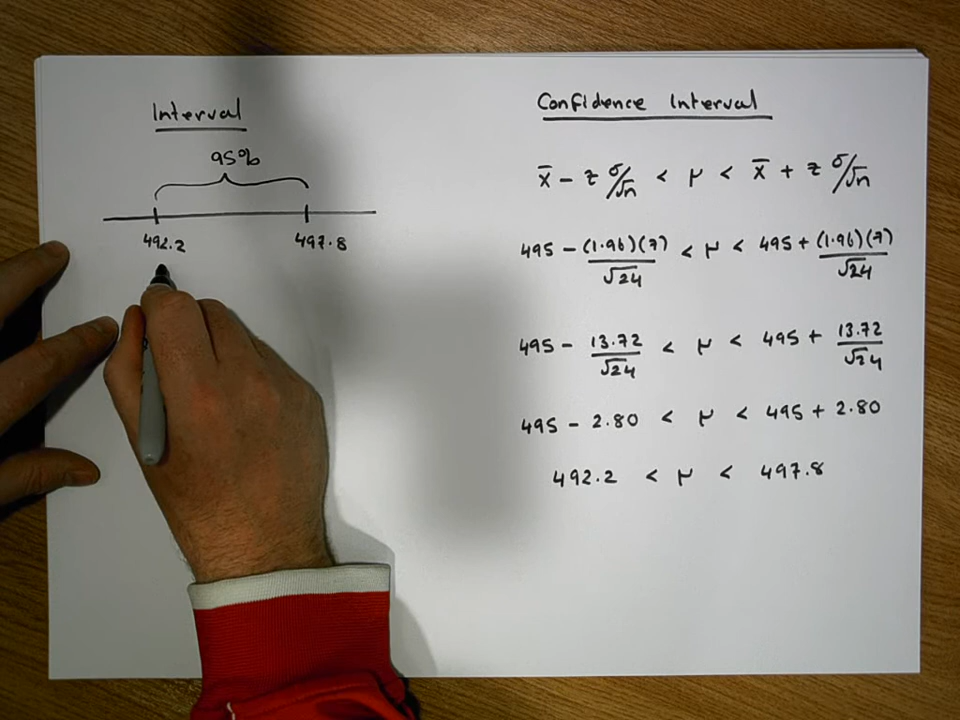 Interval
95%
492.2 497.8
Confidence Interval
x̄ - z σ/√n < μ < x̄ + z σ/√n
495 - (1.96)(7)/√24 < μ < 495 + (1.96)(7)/√24
495 - 13.72/√24 < μ < 495 + 13.72/√24
495 - 2.80 < μ < 495 + 2.80
492.2 < μ < 497.8